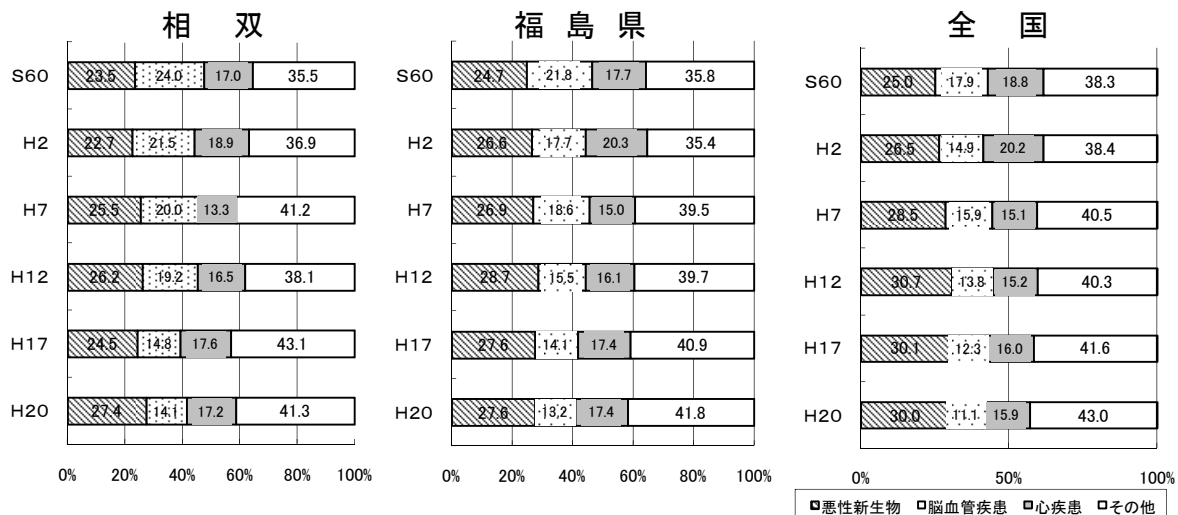 相　双
S60 23.5 24.0 17.0 35.5
H2 22.7 21.5 18.9 36.9
H7 25.5 20.0 13.3 41.2
H12 26.2 19.2 16.5 38.1
H17 24.5 14.8 17.6 43.1
H20 27.4 14.1 17.2 41.3
0% 20% 40% 60% 80% 100%
福 島 県
S60 24.7 21.8 17.7 35.8
H2 26.6 17.7 20.3 35.4
H7 26.9 18.6 15.0 39.5
H12 28.7 15.5 16.1 39.7
H17 27.6 14.1 17.4 40.9
H20 27.6 13.2 17.4 41.8
0% 20% 40% 60% 80% 100%
全　国
S60 25.0 17.9 18.8 38.3
H2 26.5 14.9 20.2 38.4
H7 28.5 15.9 15.1 40.5
H12 30.7 13.8 15.2 40.3
H17 30.1 12.3 16.0 41.6
H20 30.0 11.1 15.9 43.0
0% 50% 100%
悪性新生物 脳血管疾患 心疾患 その他